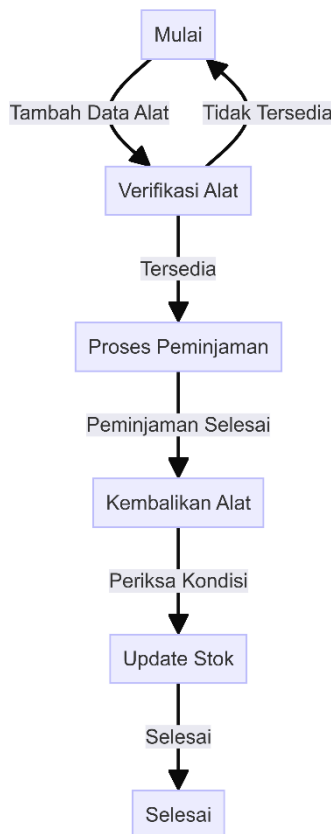 Mulai
Tambah Data Alat
Tidak Tersedia
Verifikasi Alat
Tersedia
Proses Peminjaman
Peminjaman Selesai
Kembalikan Alat
Periksa Kondisi
Update Stok
Selesai
Selesai